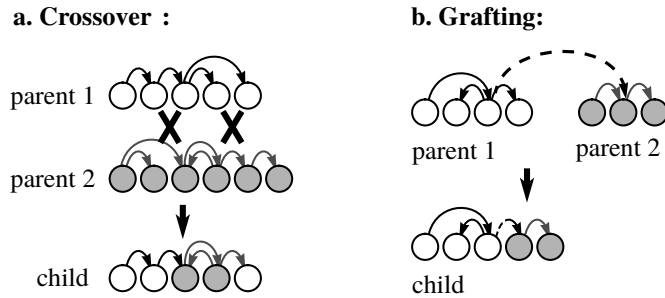 a. Crossover :
parent 1
parent 2
child
b. Grafting:
parent 1
parent 2
child